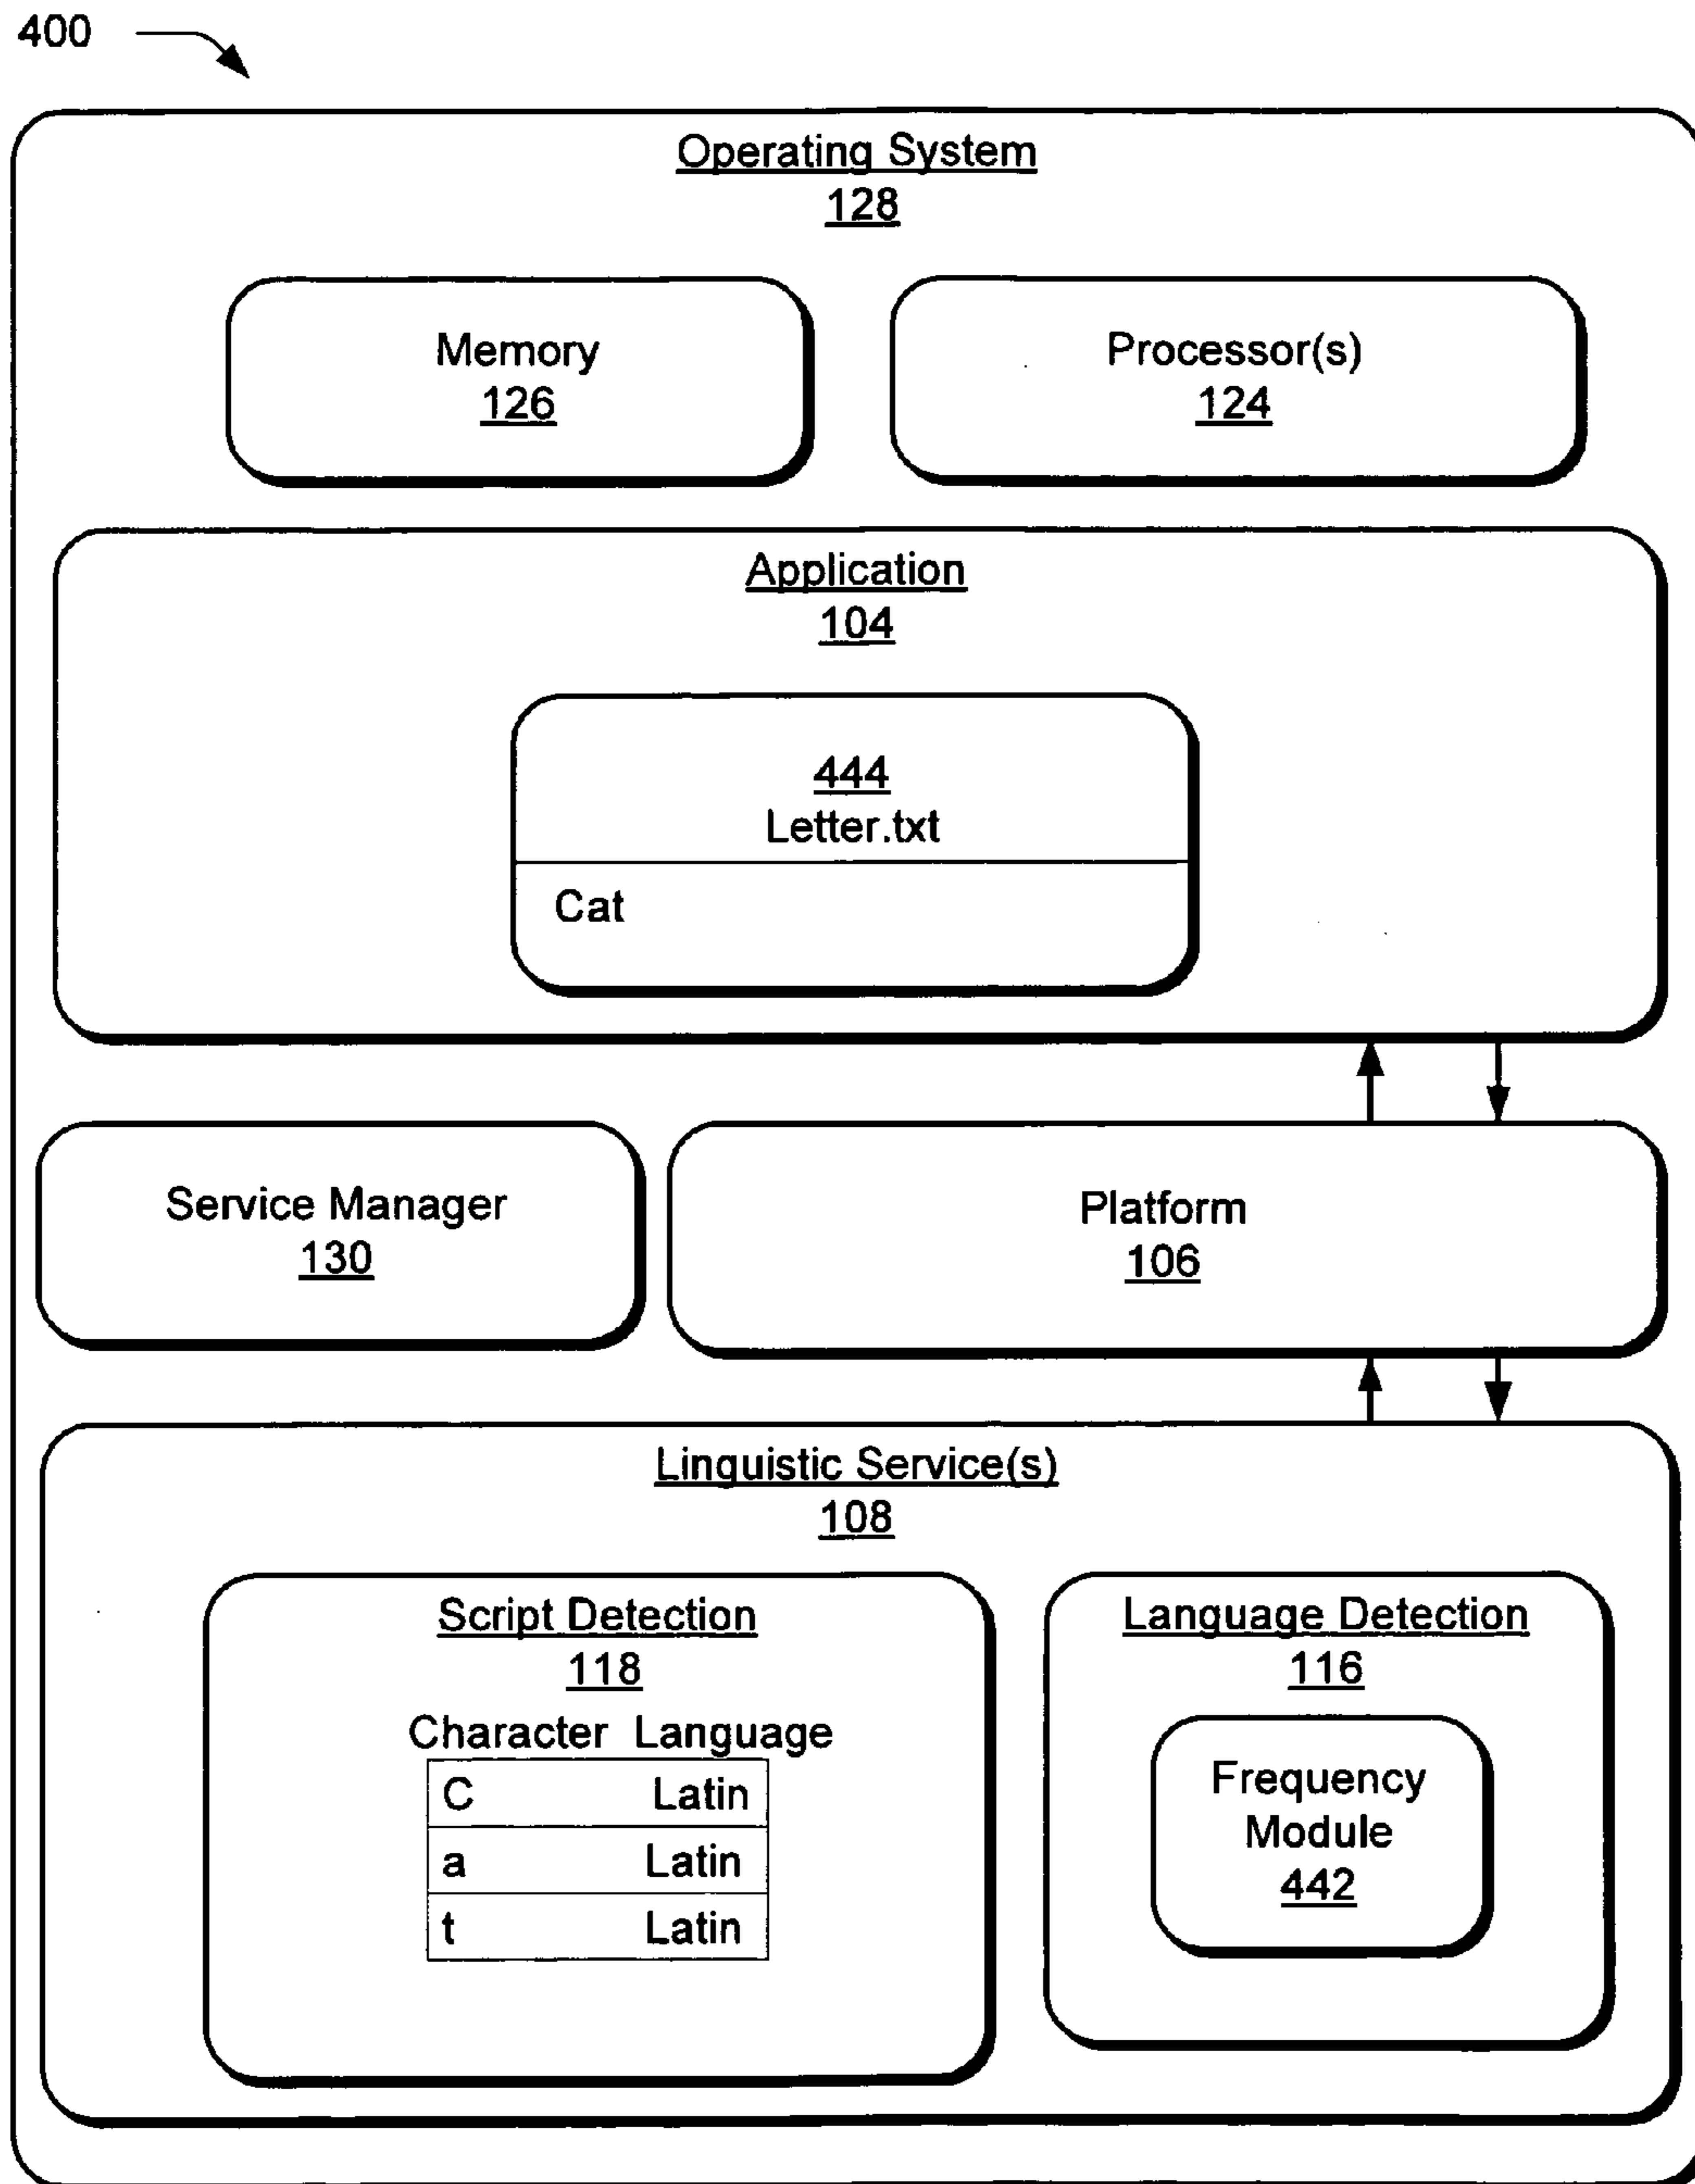 400
Operating System
128
Memory
126
Processor(s)
124
Application
104
444
Letter.txt
Cat
Service Manager
130
Platform
106
Linguistic Service(s)
108
Script Detection
118
Character Language
C Latin
a Latin
t Latin
Language Detection
116
Frequency
Module
442